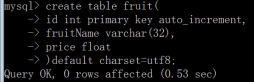 mysql> create table fruit(
    -> id int primary key auto_increment,
    -> fruitName varchar(32),
    -> price float
    -> )default charset=utf8;
Query OK, 0 rows affected (0.53 sec)